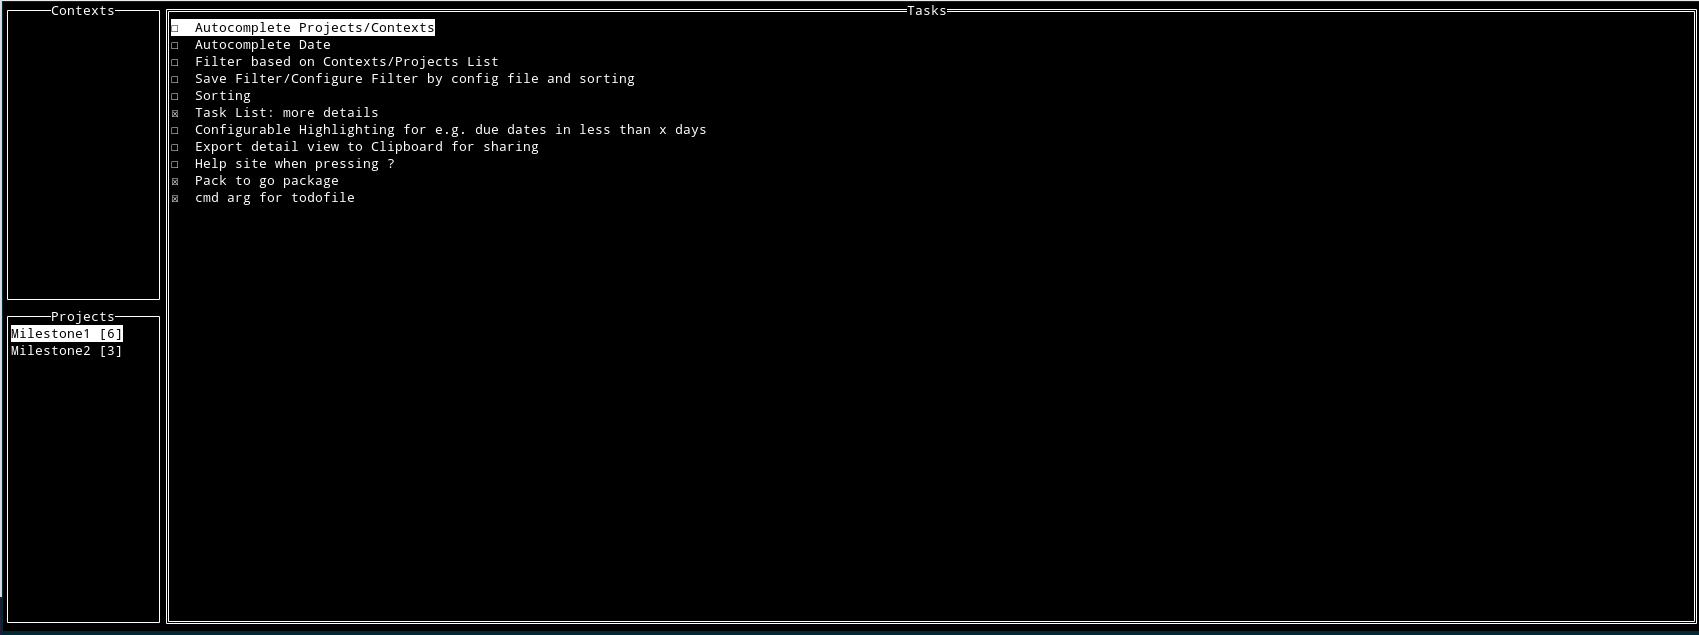 Contexts
Projects
Milestone1 [6]
Milestone2 [3]
Tasks
☐ Autocomplete Projects/Contexts
☐ Autocomplete Date
☐ Filter based on Contexts/Projects List
☐ Save Filter/Configure Filter by config file and sorting
☐ Sorting
☒ Task List: more details
☐ Configurable Highlighting for e.g. due dates in less than x days
☐ Export detail view to Clipboard for sharing
☐ Help site when pressing ?
☒ Pack to go package
☒ cmd arg for todofile